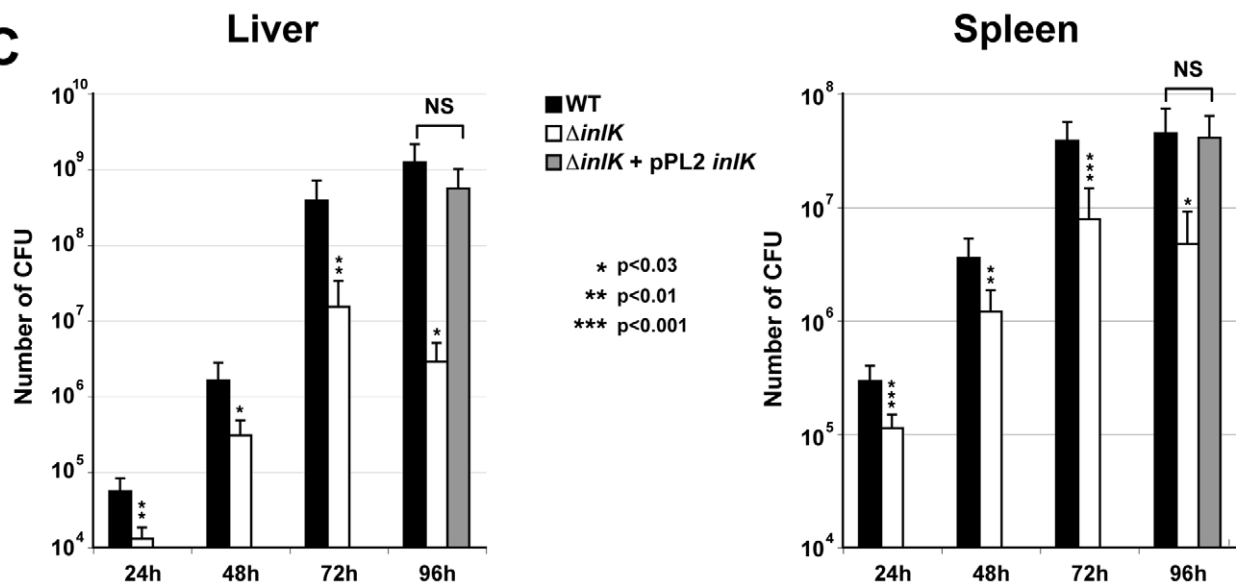 C
Liver
Number of CFU
10^10
10^9
10^8
10^7
10^6
10^5
10^4
NS
**
*
**
*
24h 48h 72h 96h
WT
ΔinlK
ΔinlK + pPL2 inlK
* p<0.03
** p<0.01
*** p<0.001
Spleen
Number of CFU
10^8
10^7
10^6
10^5
10^4
NS
***
**
***
*
24h 48h 72h 96h